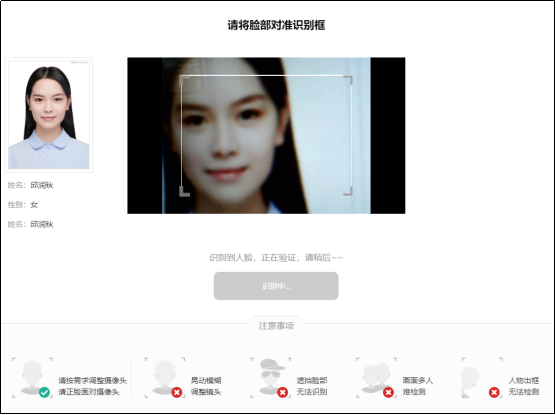 请将脸部对准识别框
姓名：邱润秋
性别：女
姓名：邱润秋
识别到人脸，正在验证，请稍后~~
识别中...
注意事项
请按需求调整摄像头
请正脸面对摄像头
晃动模糊
调整镜头
遮挡脸部
无法识别
画面多人
难检测
人物出框
无法检测